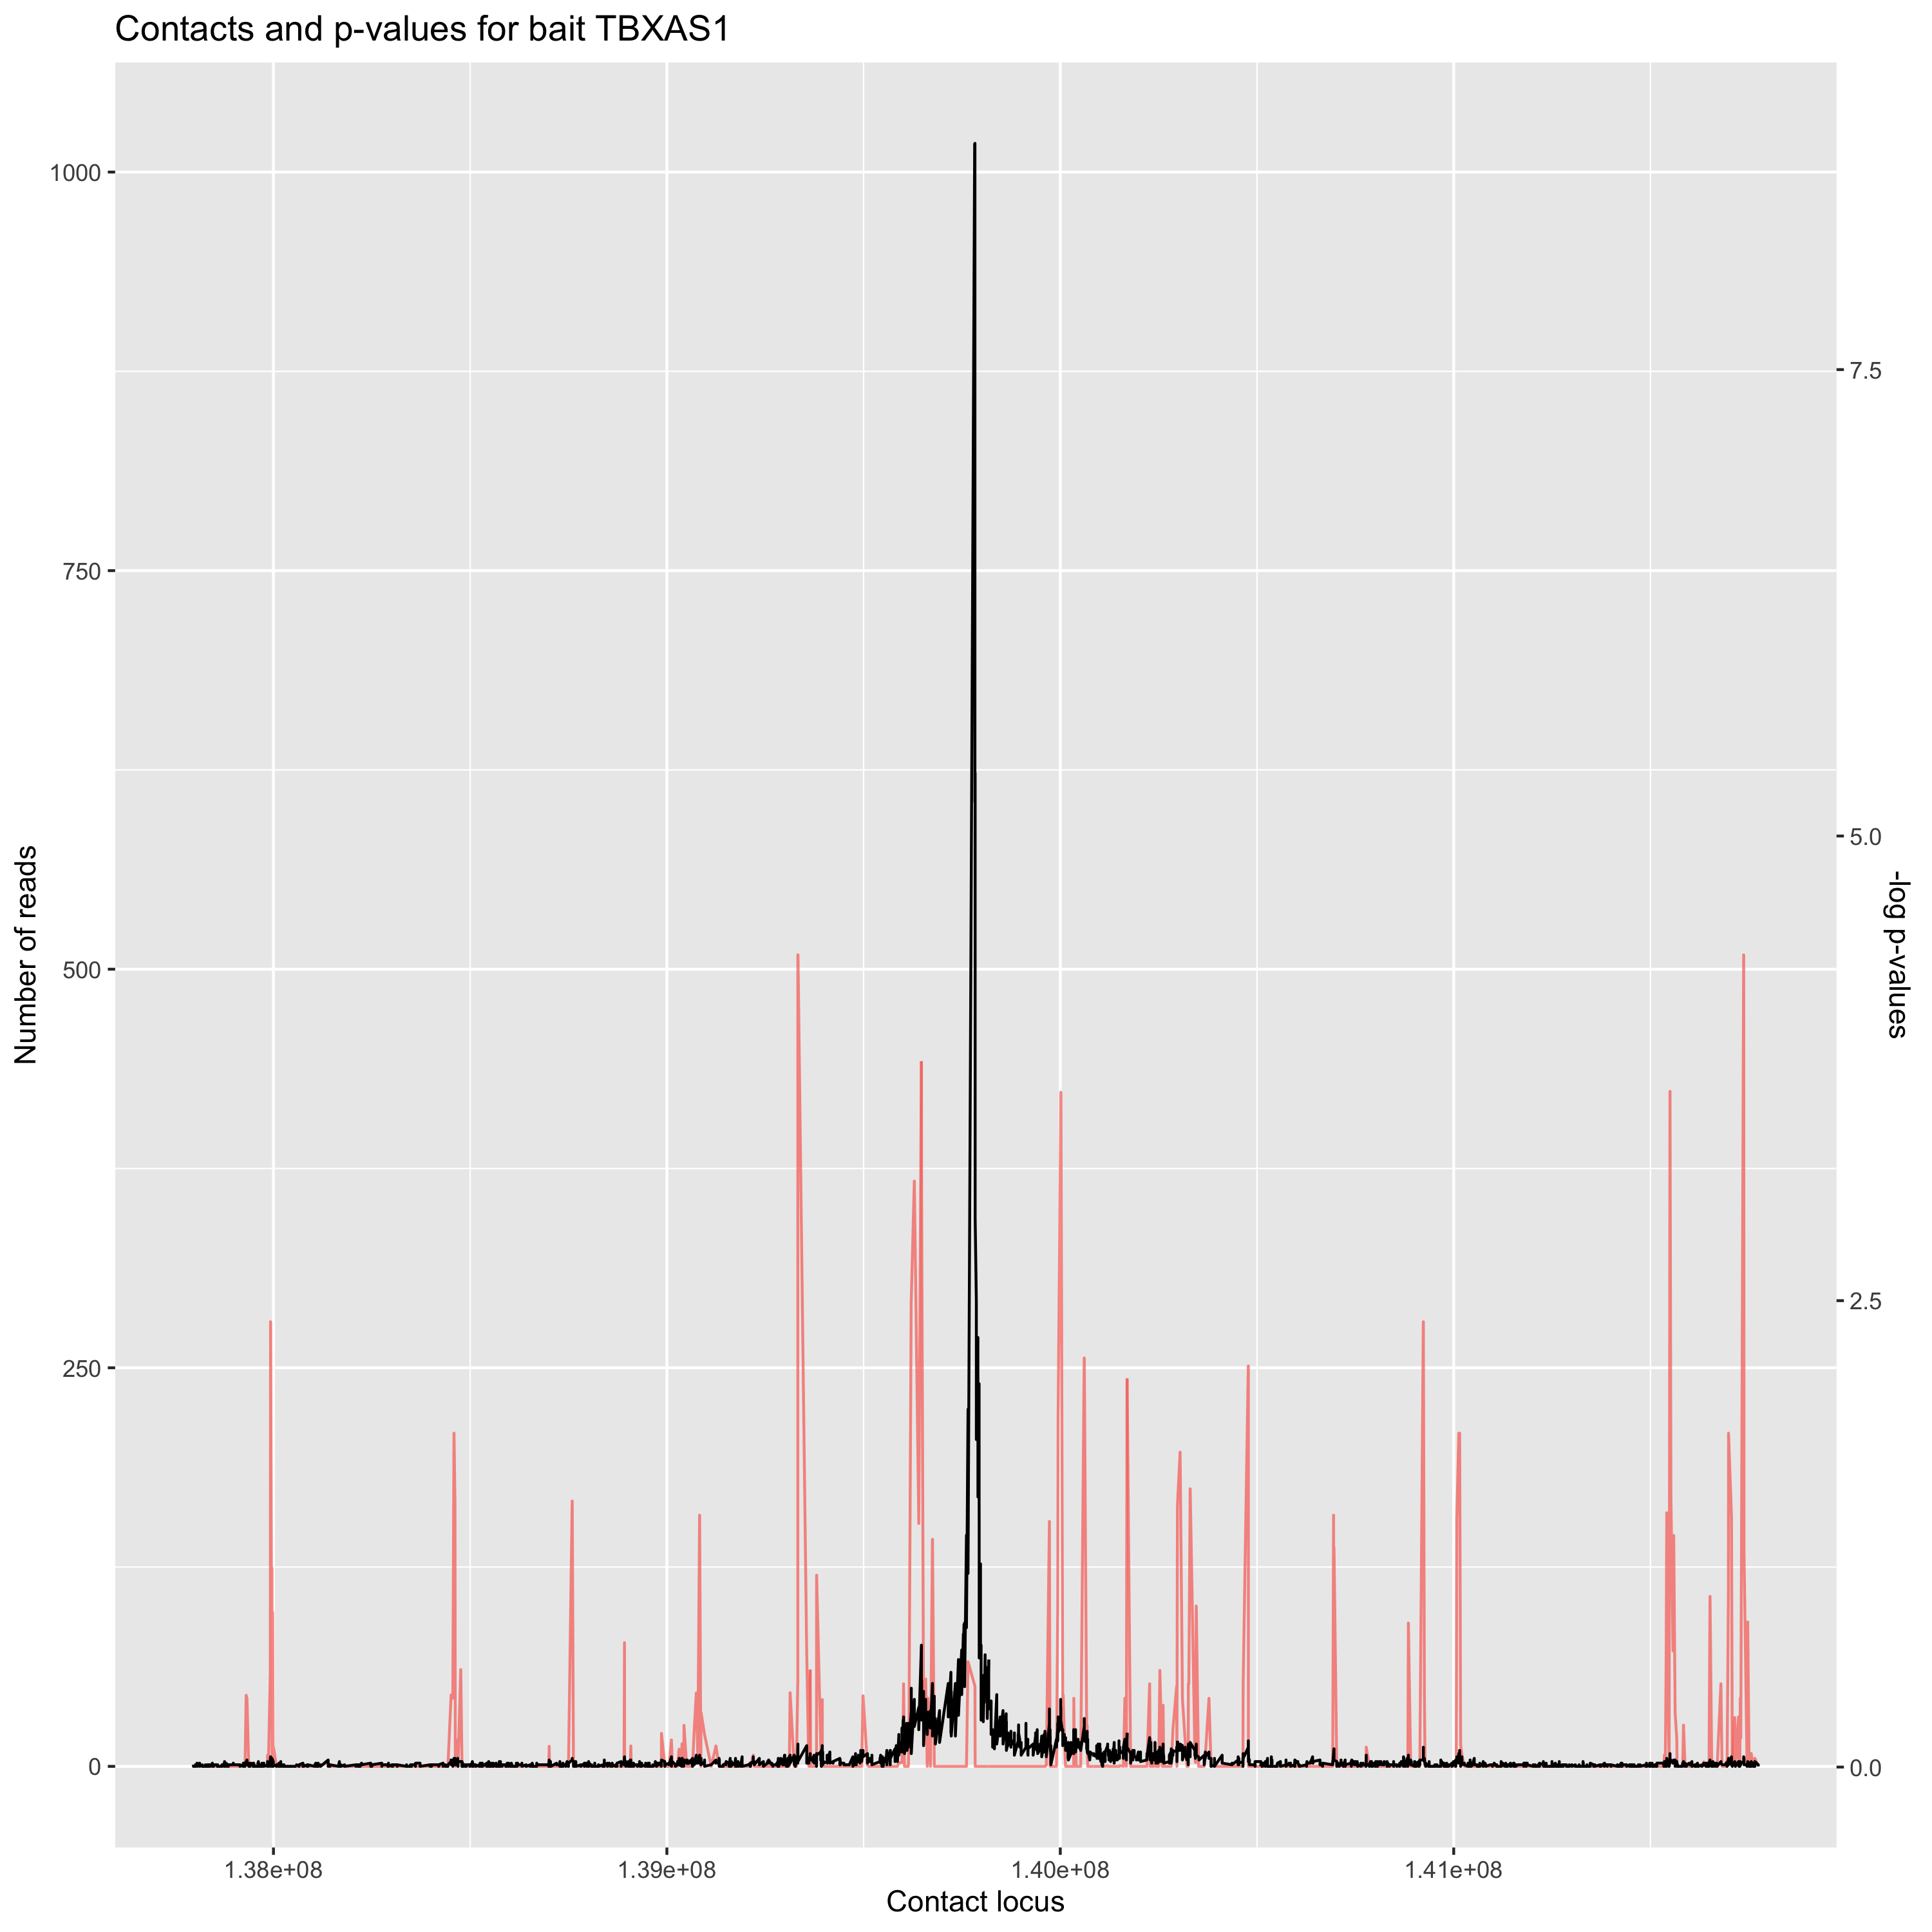 Contacts and p-values for bait TBXAS1
1000
750
500
250
0
Number of reads
7.5
5.0
2.5
0.0
-log p-values
1.38e+08
1.39e+08
1.40e+08
1.41e+08
Contact locus